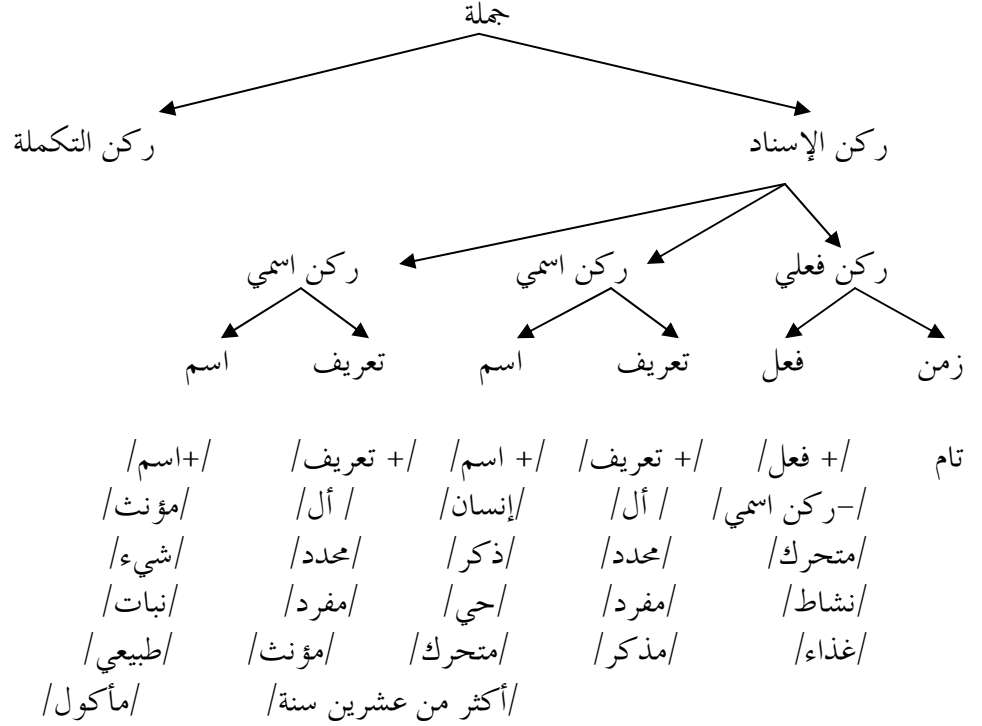 جملة
ركن الإسناد ركن التكملة
ركن فعلي ركن اسمي ركن اسمي
زمن فعل تعريف اسم تعريف اسم
تام /+ فعل/ /+ تعريف/ /+ اسم/ /+ تعريف/ /+اسم/
/–ركن اسمي/ / أل/ /إنسان/ / أل/ /مؤنث/
/متحرك/ /محدد/ /ذكر/ /محدد/ /شيء/
/نشاط/ /مفرد/ /حي/ /مفرد/ /نبات/
/غذاء/ /مذكر/ /متحرك/ /مؤنث/ /طبيعي/
/أكثر من عشرين سنة/ /مأكول/